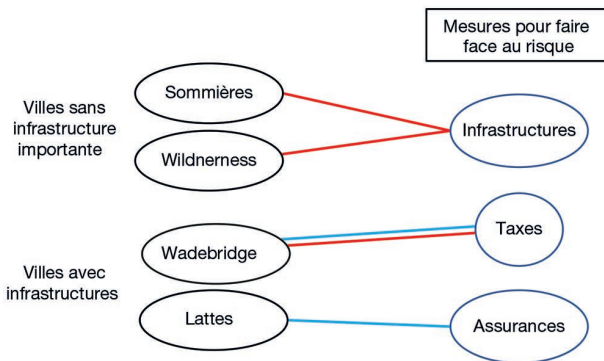 Mesures pour faire
face au risque
Villes sans
infrastructure
importante
Sommières
Wildnerness
Infrastructures
Villes avec
infrastructures
Wadebridge
Lattes
Taxes
Assurances